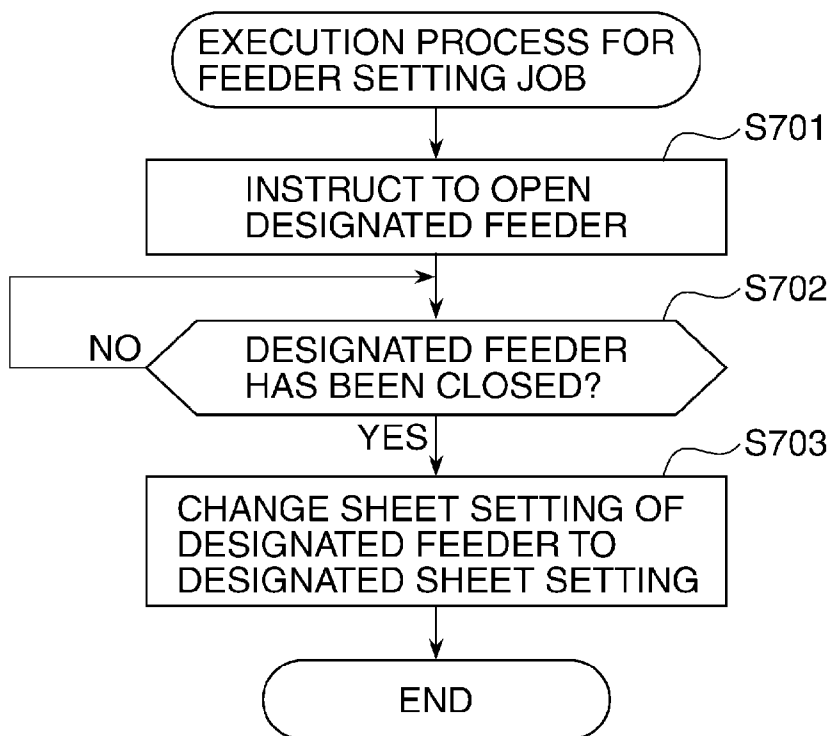 EXECUTION PROCESS FOR
FEEDER SETTING JOB
S701
INSTRUCT TO OPEN
DESIGNATED FEEDER
S702
NO
DESIGNATED FEEDER
HAS BEEN CLOSED?
YES
S703
CHANGE SHEET SETTING OF
DESIGNATED FEEDER TO
DESIGNATED SHEET SETTING
END